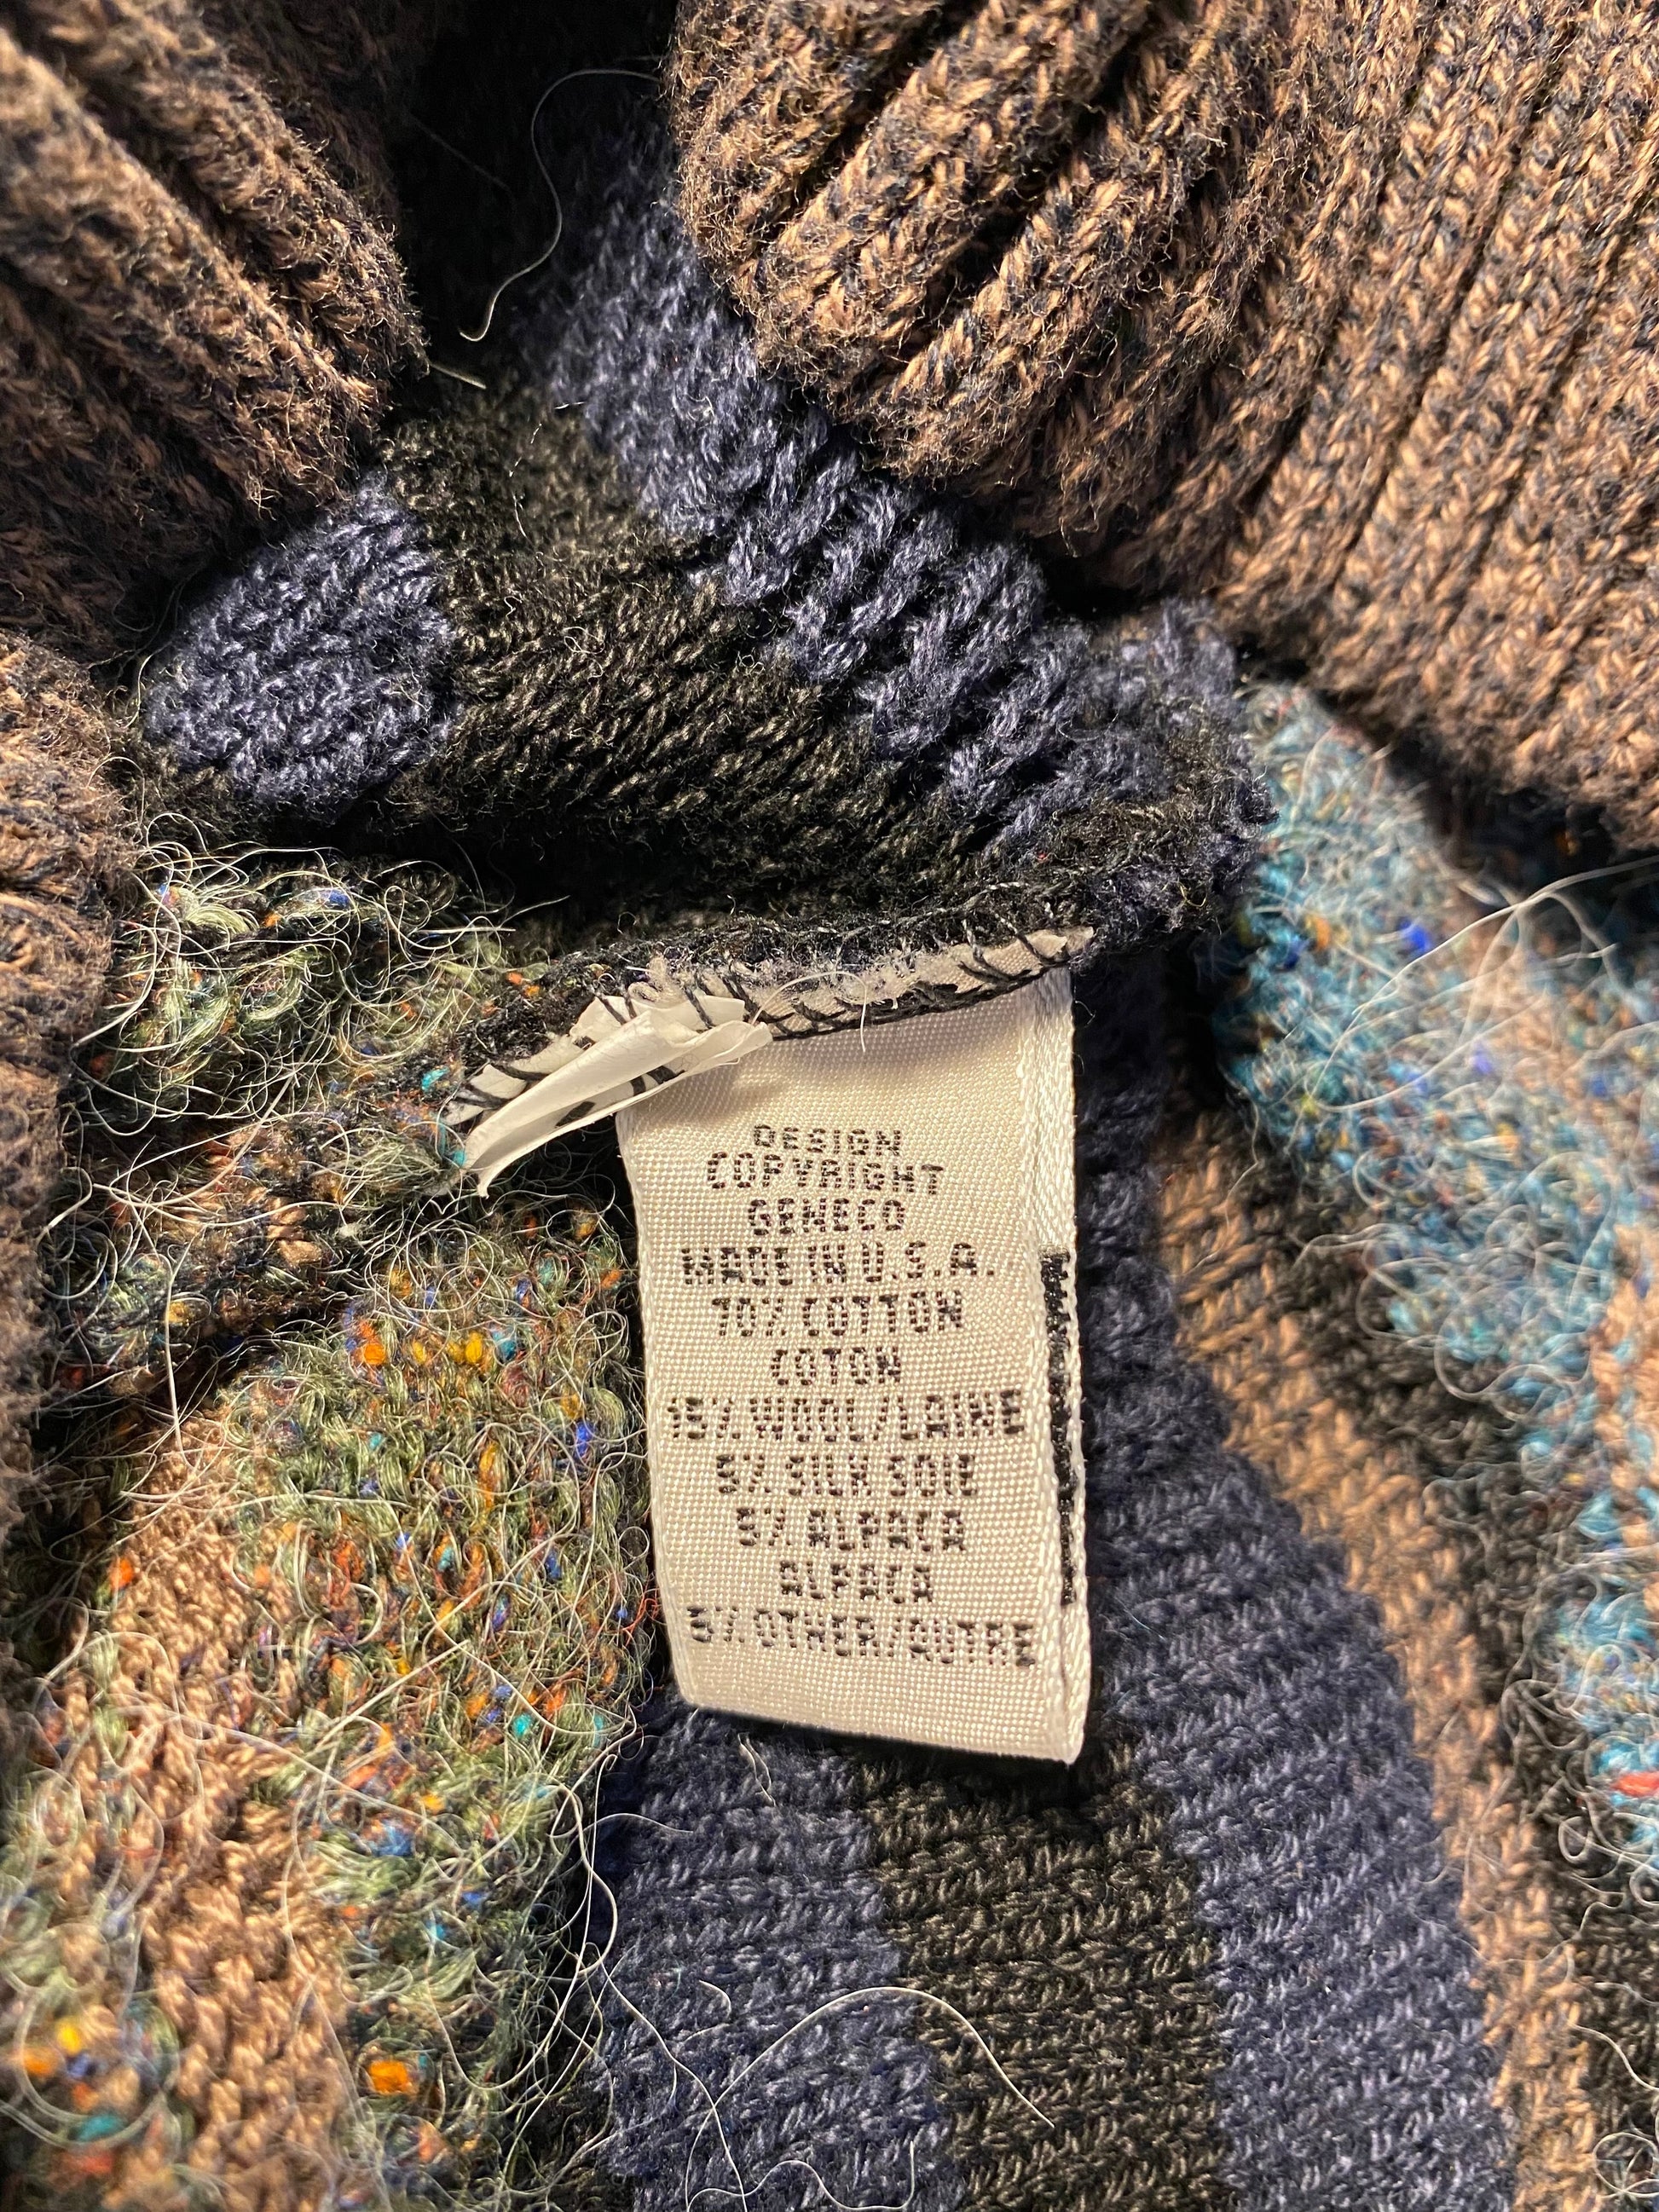 DESIGN
COPYRIGHT
GENECO
MADE IN U.S.A.
70% COTTON
COTON
15% WOOL/LAINE
5% SILK SOIE
5% ALPACA
ALPACA
5% OTHER/AUTRE